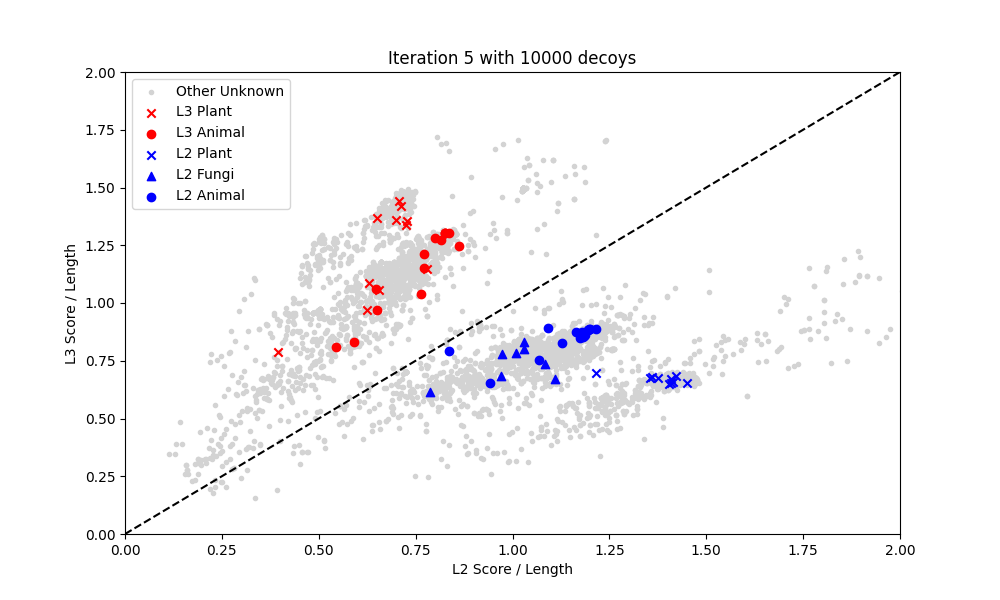 Iteration 5 with 10000 decoys
2.00
1.75
1.50
1.25
1.00
0.75
0.50
0.25
0.00
L3 Score / Length
Other Unknown
L3 Plant
L3 Animal
L2 Plant
L2 Fungi
L2 Animal
0.00 0.25 0.50 0.75 1.00 1.25 1.50 1.75 2.00
L2 Score / Length